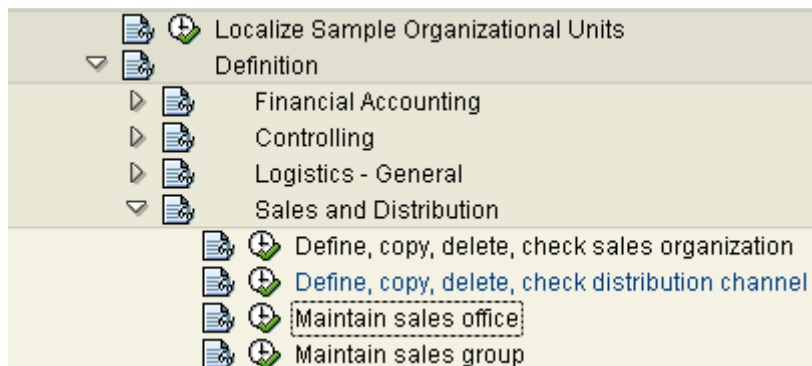 Localize Sample Organizational Units
Definition
Financial Accounting
Controlling
Logistics - General
Sales and Distribution
Define, copy, delete, check sales organization
Define, copy, delete, check distribution channel
Maintain sales office
Maintain sales group